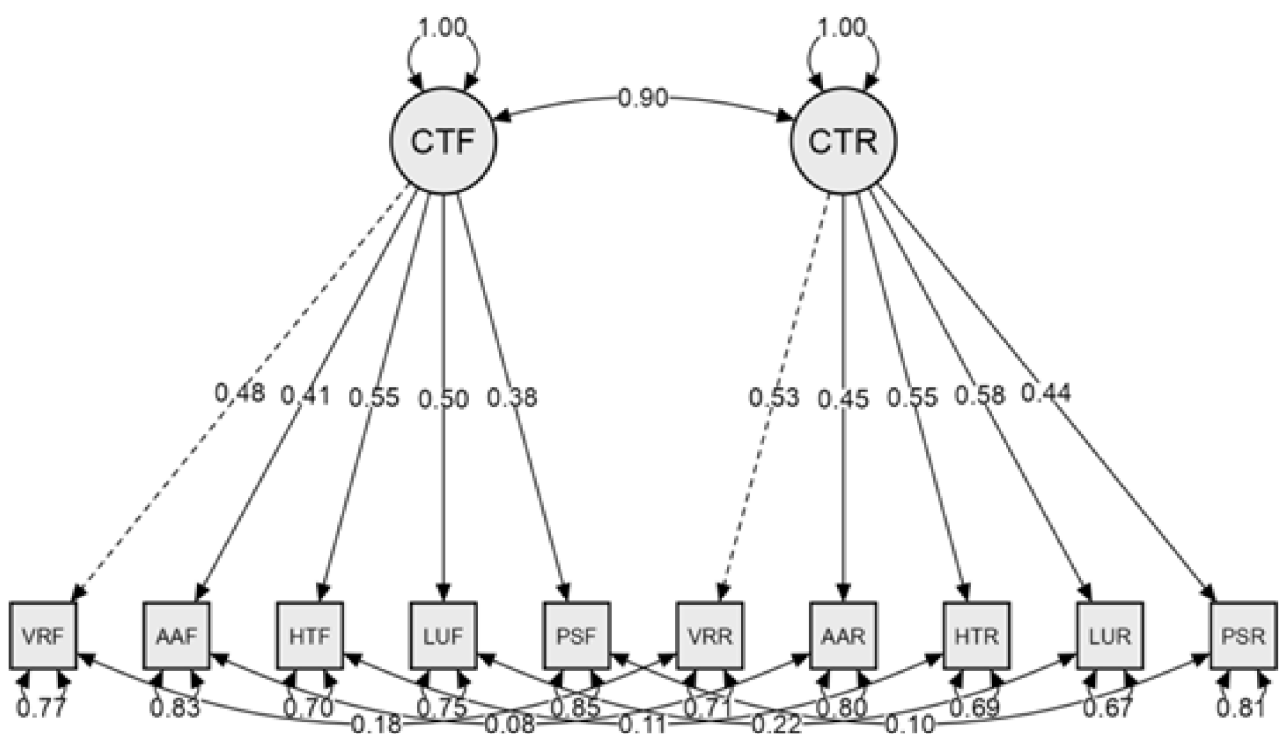 1.00 1.00
0.90
CTF CTR
0.48 0.41 0.55 0.50 0.38 0.53 0.45 0.55 0.58 0.44
VRF AAF HTF LUF PSF VRR AAR HTR LUR PSR
0.77 0.83 0.70 0.75 0.85 0.71 0.80 0.69 0.67 0.81
0.18 0.08 0.11 0.22 0.10